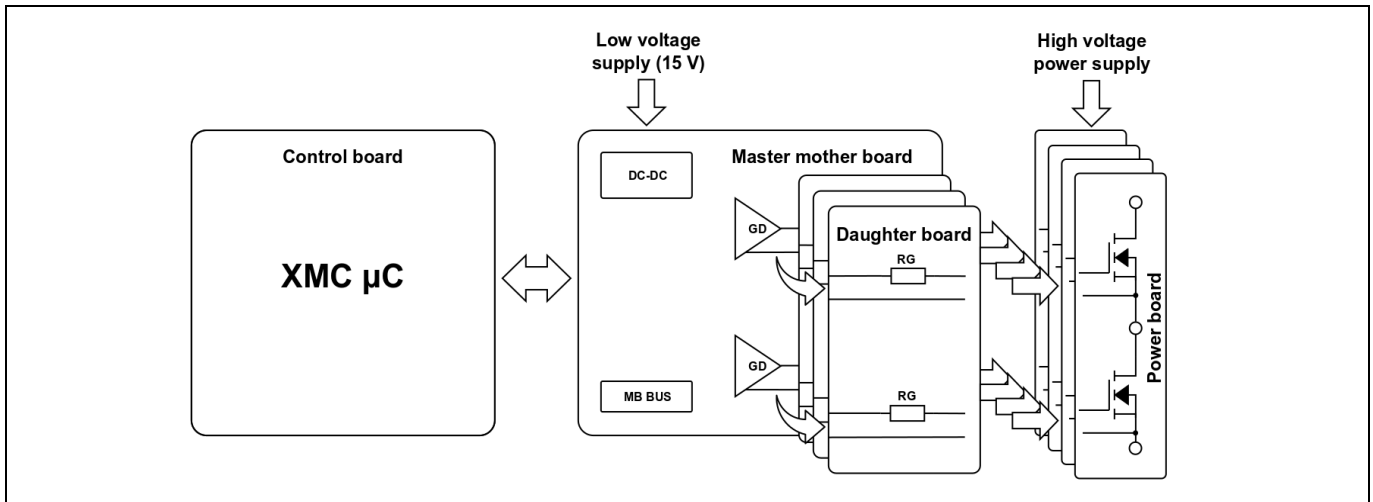 Low voltage
supply (15 V)
High voltage
power supply
Control board
XMC µC
Master mother board
DC-DC
GD
Daughter board
RG
GD
MB BUS
RG
Power board